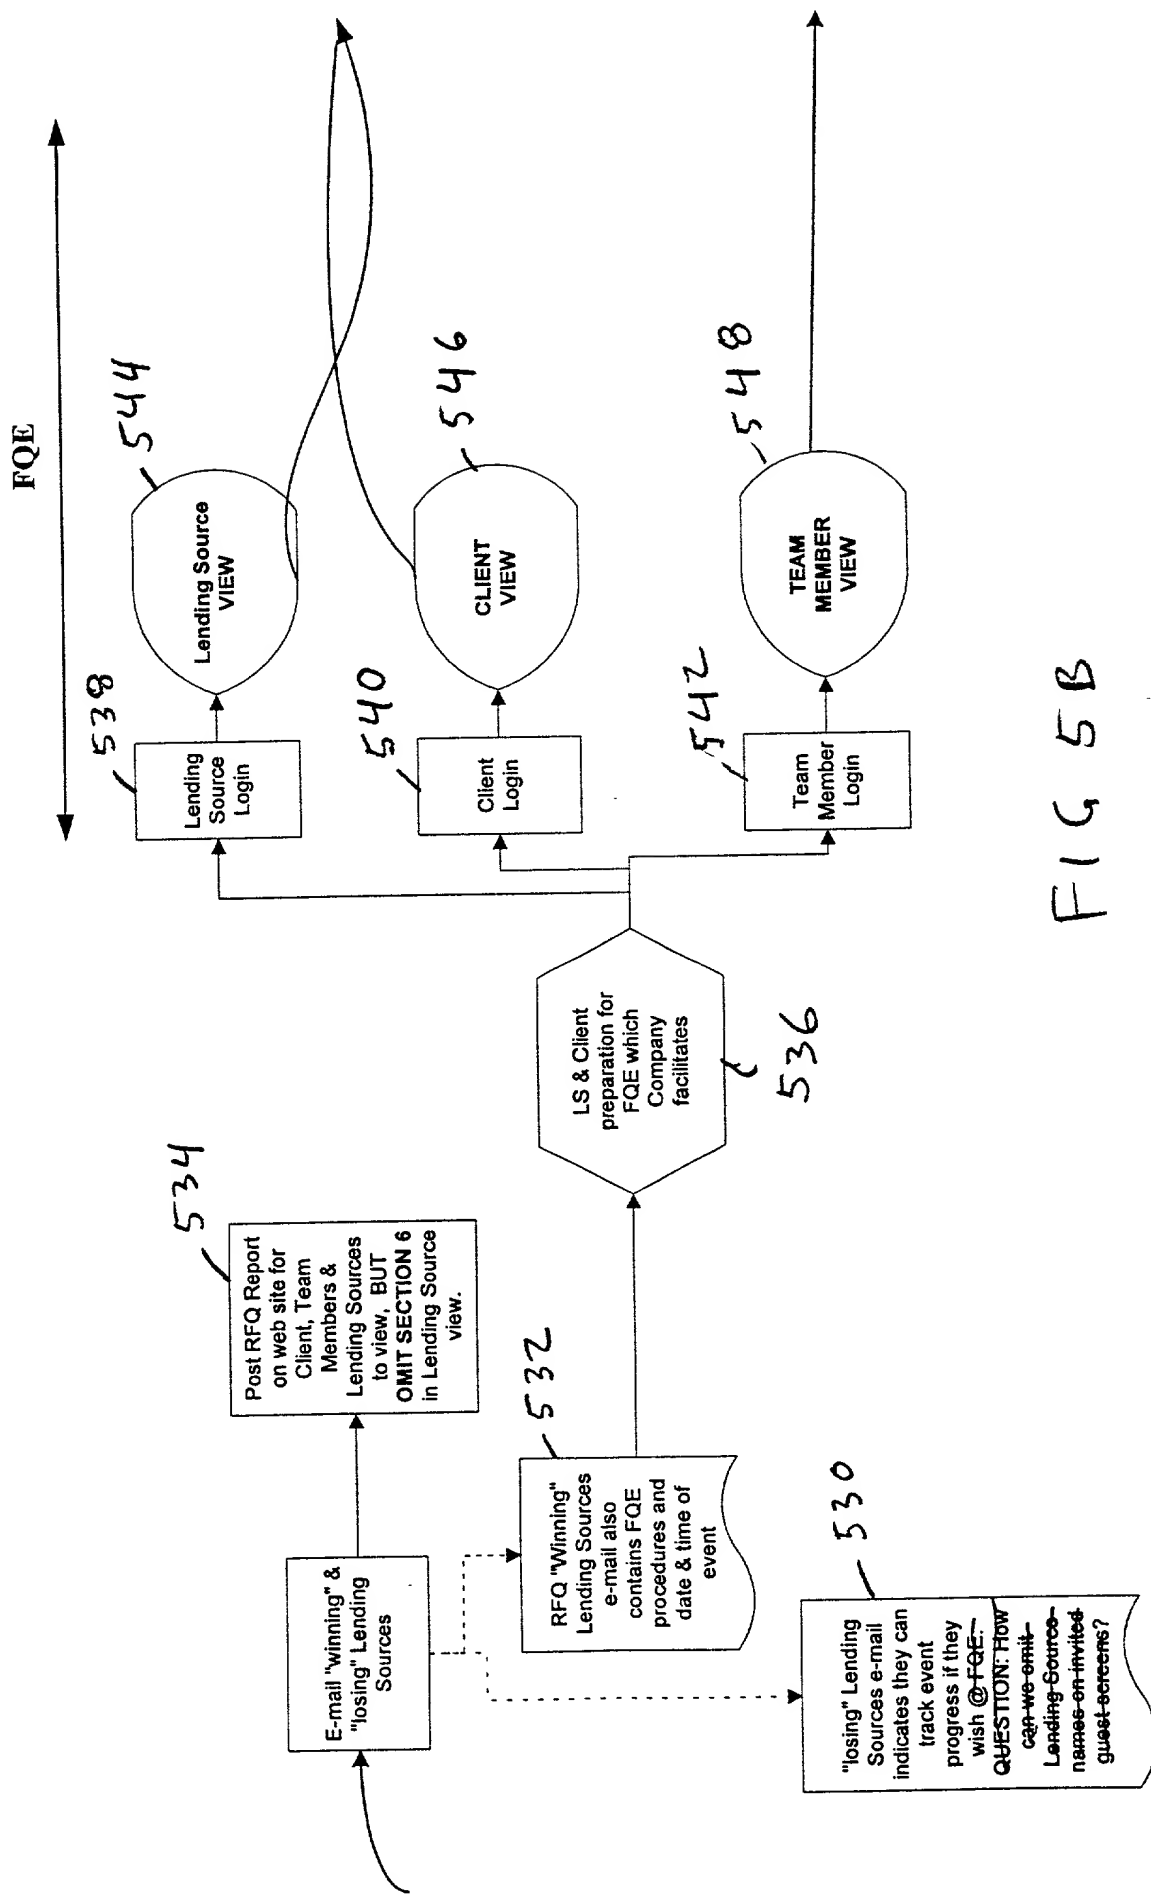 FQE
538
544
Lending
Source
Login
Lending Source
VIEW
540
546
Client
Login
CLIENT
VIEW
542
548
Team
Member
Login
TEAM
MEMBER
VIEW
534
Post RFQ Report
on web site for
Client, Team
Members &
Lending Sources
to view, BUT
OMIT SECTION 6
in Lending Source
view.
E-mail "winning" &
"losing" Lending
Sources
532
RFQ "Winning"
Lending Sources
e-mail also
contains FQE
procedures and
date & time of
event
LS & Client
preparation for
FQE which
Company
facilitates
536
530
"losing" Lending
Sources e-mail
indicates they can
track event
progress if they
wish @ FQE.
QUESTION: How
can we omit
Lending Source
names on invited
guest screens?
FIG 5B